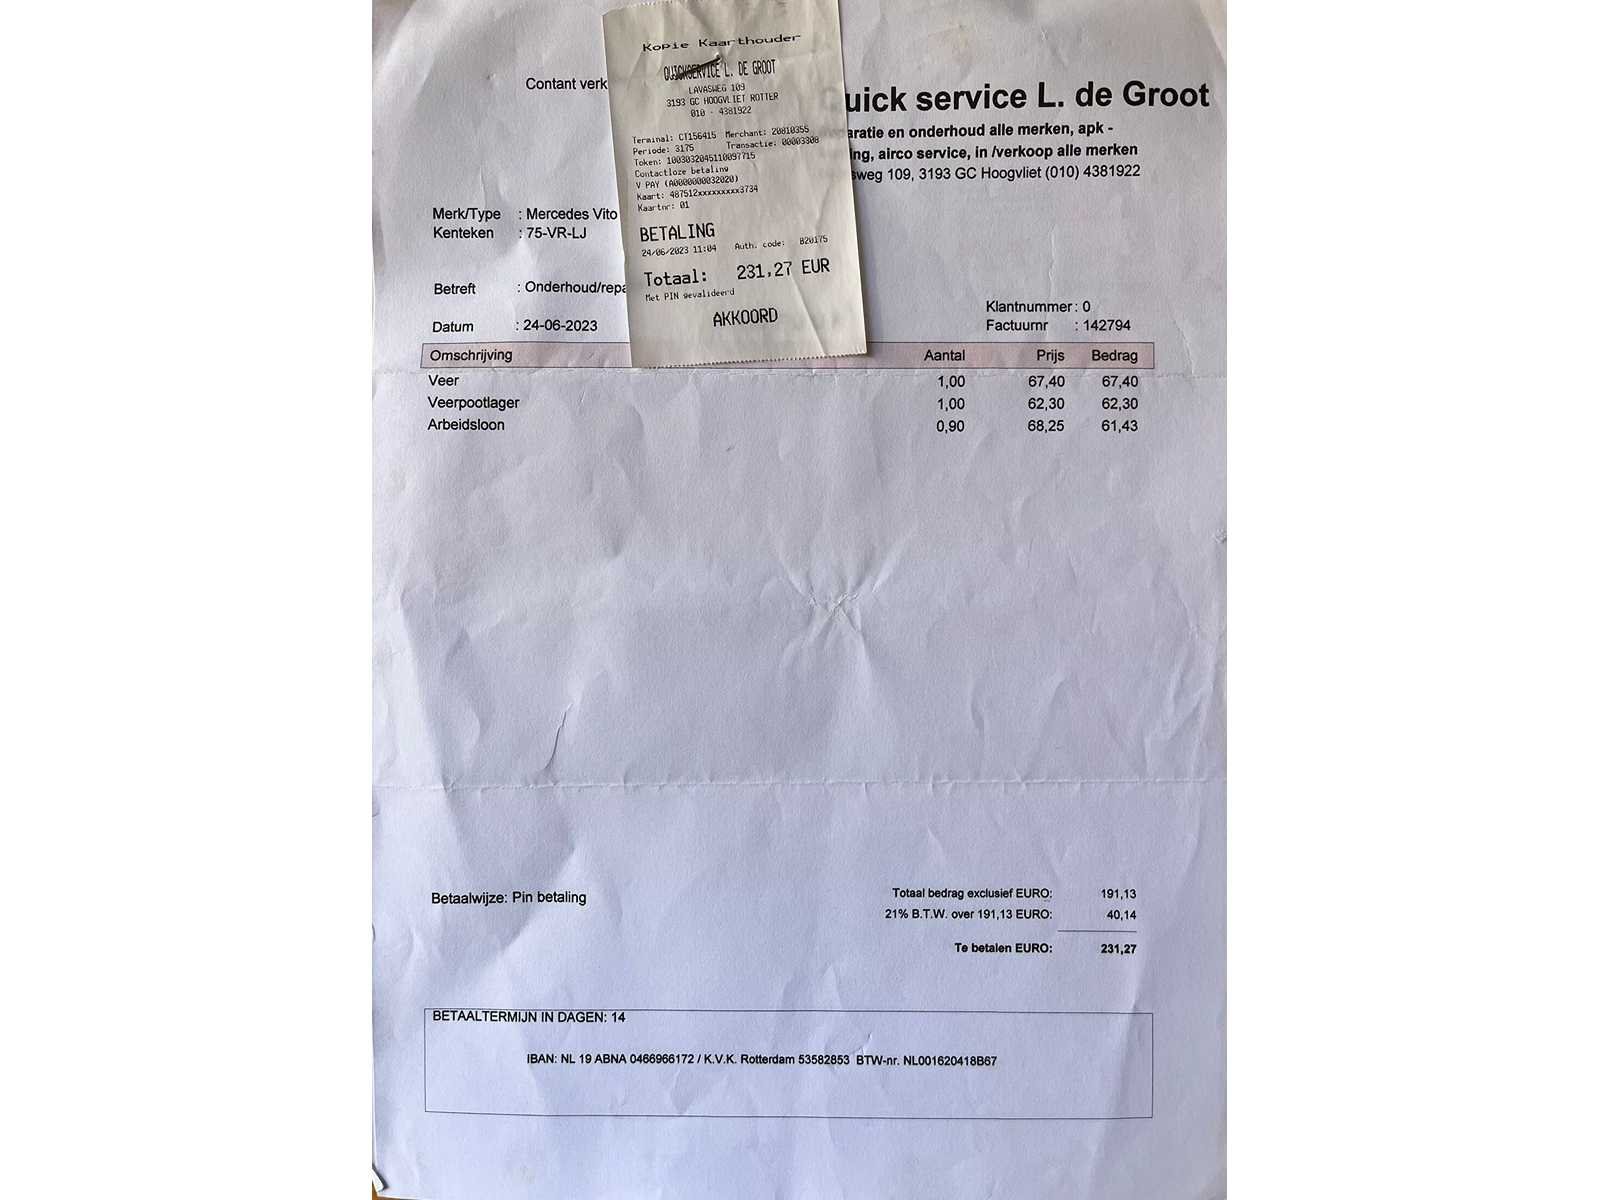 Kopie Kaarthouder
QUICKSERVICE L. DE GROOT
LAVASWEG 109
3193 GC HOOGVLIET ROTTER
010 - 4381922
Terminal: CT156415 Merchant: 20810355
Periode: 3175 Transactie: 00003308
Token: 1003032045110097715
Contactloze betaling
V PAY (A0000000032020)
Kaart: 487512xxxxxxxxx3734
Kaartnr: 01
BETALING
24/06/2023 11:04 Auth. code: B20175
Totaal: 231,27 EUR
Met PIN gevalideerd
AKKOORD
Contant verk
uick service L. de Groot
aratie en onderhoud alle merken, apk -
ing, airco service, in /verkoop alle merken
sweg 109, 3193 GC Hoogvliet (010) 4381922
Merk/Type : Mercedes Vito
Kenteken : 75-VR-LJ
Betreft : Onderhoud/repa
Klantnummer : 0
Datum : 24-06-2023
Factuurnr : 142794
Omschrijving Aantal Prijs Bedrag
Veer 1,00 67,40 67,40
Veerpootlager 1,00 62,30 62,30
Arbeidsloon 0,90 68,25 61,43
Betaalwijze: Pin betaling
Totaal bedrag exclusief EURO: 191,13
21% B.T.W. over 191,13 EURO: 40,14
Te betalen EURO: 231,27
BETAALTERMIJN IN DAGEN: 14
IBAN: NL 19 ABNA 0466966172 / K.V.K. Rotterdam 53582853 BTW-nr. NL001620418B67